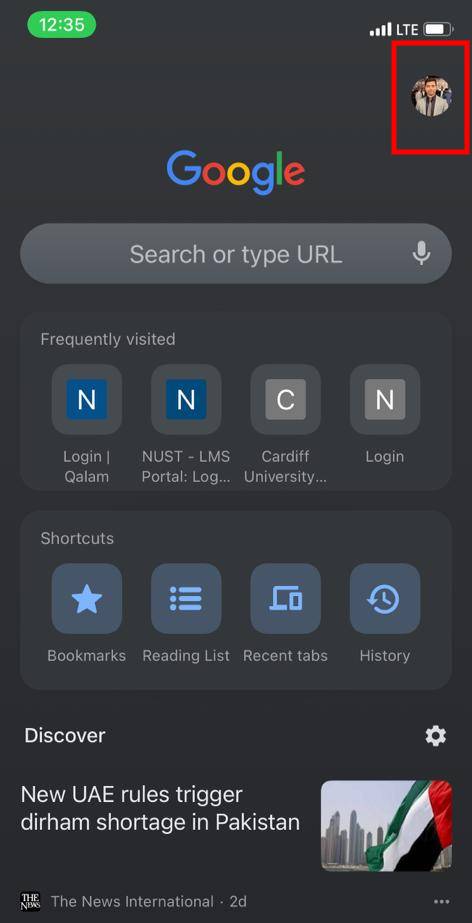 12:35
LTE
Google
Search or type URL
Frequently visited
N
N
C
N
Login |
Qalam
NUST - LMS
Portal: Log...
Cardiff
University...
Login
Shortcuts
Bookmarks
Reading List
Recent tabs
History
Discover
New UAE rules trigger
dirham shortage in Pakistan
THE
NEWS
The News International · 2d